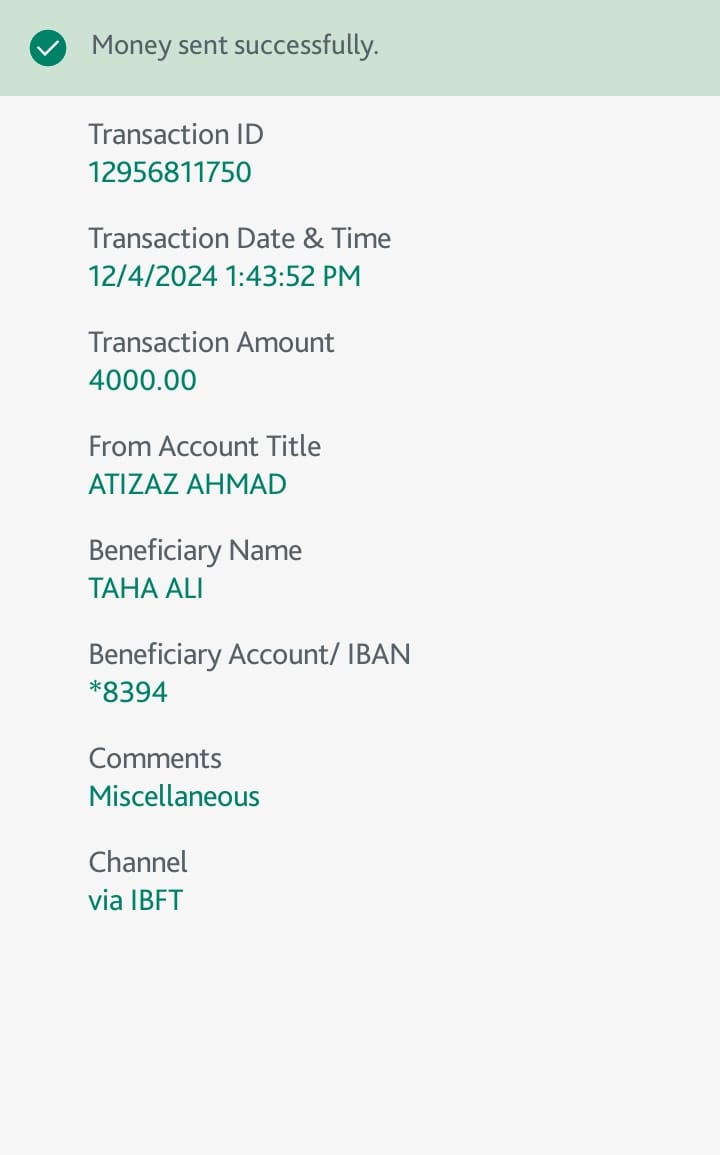 Money sent successfully.
Transaction ID
12956811750
Transaction Date & Time
12/4/2024 1:43:52 PM
Transaction Amount
4000.00
From Account Title
ATIZAZ AHMAD
Beneficiary Name
TAHA ALI
Beneficiary Account/ IBAN
*8394
Comments
Miscellaneous
Channel
via IBFT